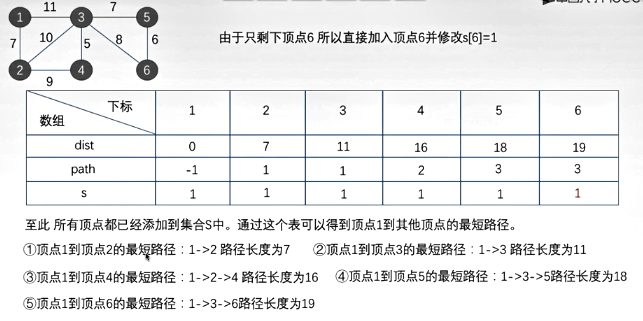 11 7
1 3 5
7 10 5 8 6
2 4 6
9
由于只剩下顶点6 所以直接加入顶点6并修改s[6]=1
下标 数组 1 2 3 4 5 6
dist 0 7 11 16 18 19
path -1 1 1 2 3 3
s 1 1 1 1 1 1
至此 所有顶点都已经添加到集合S中。通过这个表可以得到顶点1到其他顶点的最短路径。
①顶点1到顶点2的最短路径：1->2 路径长度为7 ②顶点1到顶点3的最短路径：1->3 路径长度为11
③顶点1到顶点4的最短路径：1->2->4 路径长度为16 ④顶点1到顶点5的最短路径：1->3->5路径长度为18
⑤顶点1到顶点6的最短路径：1->3->6路径长度为19